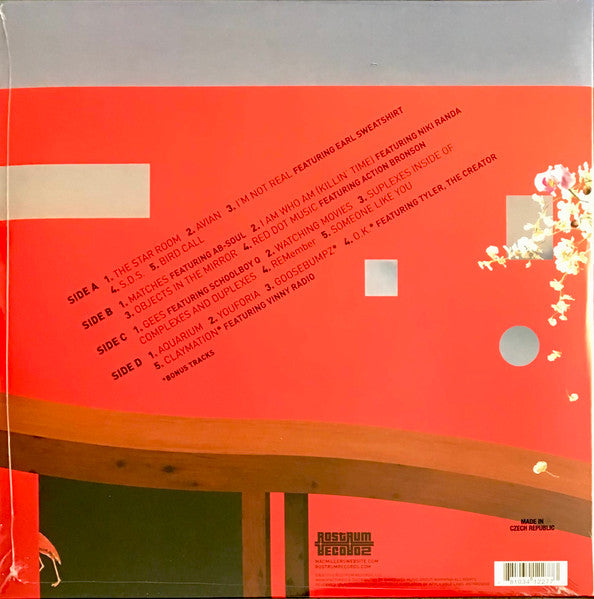 SIDE A 1. THE STAR ROOM 2. AVIAN 3. I'M NOT REAL FEATURING EARL SWEATSHIRT
4. S.D.S 5. BIRD CALL
SIDE B 1. MATCHES FEATURING AB-SOUL 2. I AM WHO AM (KILLIN' TIME) FEATURING NIKI RANDA
3. OBJECTS IN THE MIRROR 4. RED DOT MUSIC FEATURING ACTION BRONSON
SIDE C 1. GEES FEATURING SCHOOLBOY Q 2. WATCHING MOVIES 3. SUPLEXES INSIDE OF
COMPLEXES AND DUPLEXES 4. REMember 5. SOMEONE LIKE YOU
SIDE D 1. AQUARIUM 2. YOUFORIA 3. GOOSEBUMPZ* 4. O.K* FEATURING TYLER, THE CREATOR
5. CLAYMATION* FEATURING VINNY RADIO
*BONUS TRACKS
ROSTRUM
RECORDS
MACMILLERSWEBSITE.COM
ROSTRUMRECORDS.COM
MADE IN
CZECH REPUBLIC